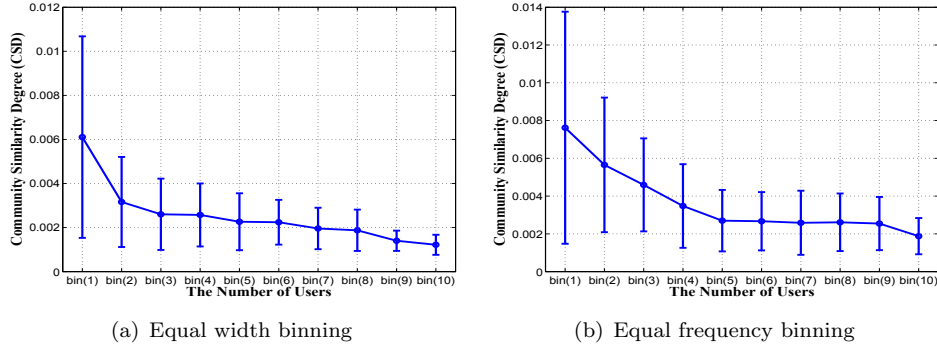 Community Similarity Degree (CSD)
0.012
0.01
0.008
0.006
0.004
0.002
0
bin(1) bin(2) bin(3) bin(4) bin(5) bin(6) bin(7) bin(8) bin(9) bin(10)
The Number of Users
(a) Equal width binning
Community Similarity Degree (CSD)
0.014
0.012
0.01
0.008
0.006
0.004
0.002
0
bin(1) bin(2) bin(3) bin(4) bin(5) bin(6) bin(7) bin(8) bin(9) bin(10)
The Number of Users
(b) Equal frequency binning